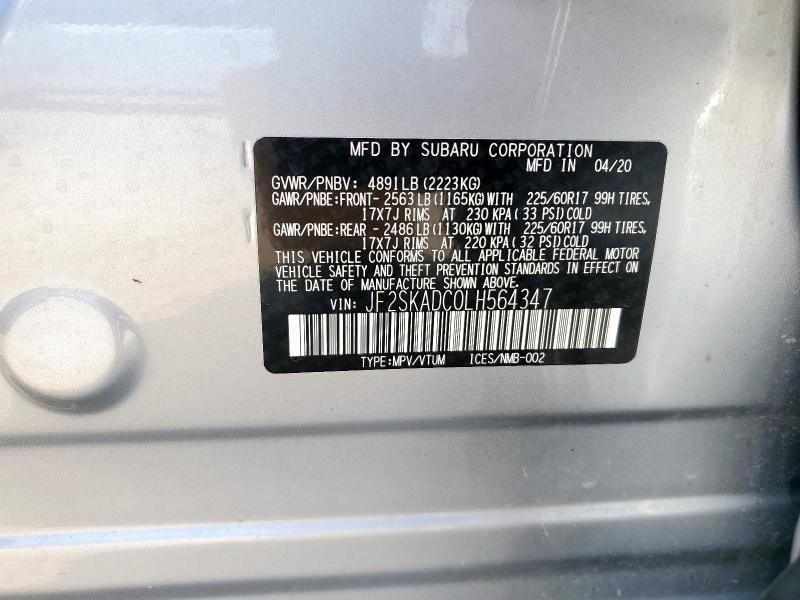 MFD BY SUBARU CORPORATION
MFD IN 04/20
GVWR/PNBV: 4891LB (2223KG)
GAWR/PNBE:FRONT- 2563LB (1165KG) WITH 225/60R17 99H TIRES,
17X7J RIMS AT 230 KPA (33 PSI) COLD
GAWR/PNBE:REAR - 2486LB (1130KG) WITH 225/60R17 99H TIRES,
17X7J RIMS AT 220 KPA (32 PSI) COLD
THIS VEHICLE CONFORMS TO ALL APPLICABLE FEDERAL MOTOR
VEHICLE SAFETY AND THEFT PREVENTION STANDARDS IN EFFECT ON
THE DATE OF MANUFACTURE SHOWN ABOVE.
VIN: JF2SKADC0LH564347
TYPE:MPV/VTUM ICES/NMB-002